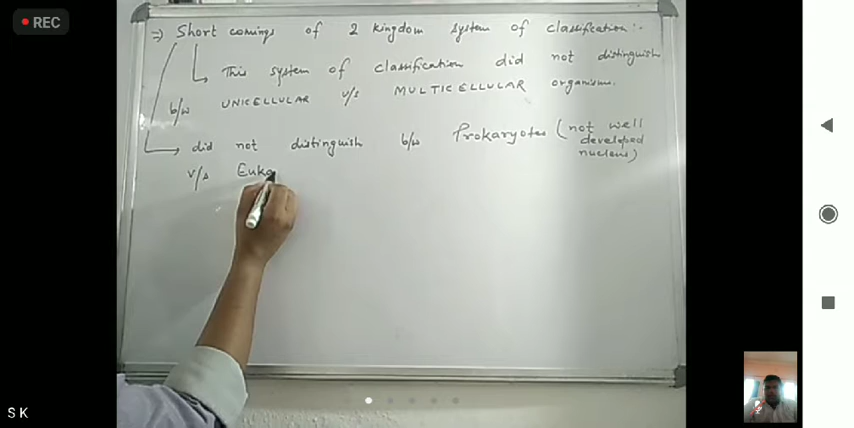 REC
⇒ Short comings of 2 kingdom system of classification:-
↳ This system of classification did not distinguish
b/w UNICELLULAR v/s MULTICELLULAR organism.
↳ did not distinguish b/w Prokaryotes (not well
developed
nucleus)
v/s Euka
S K